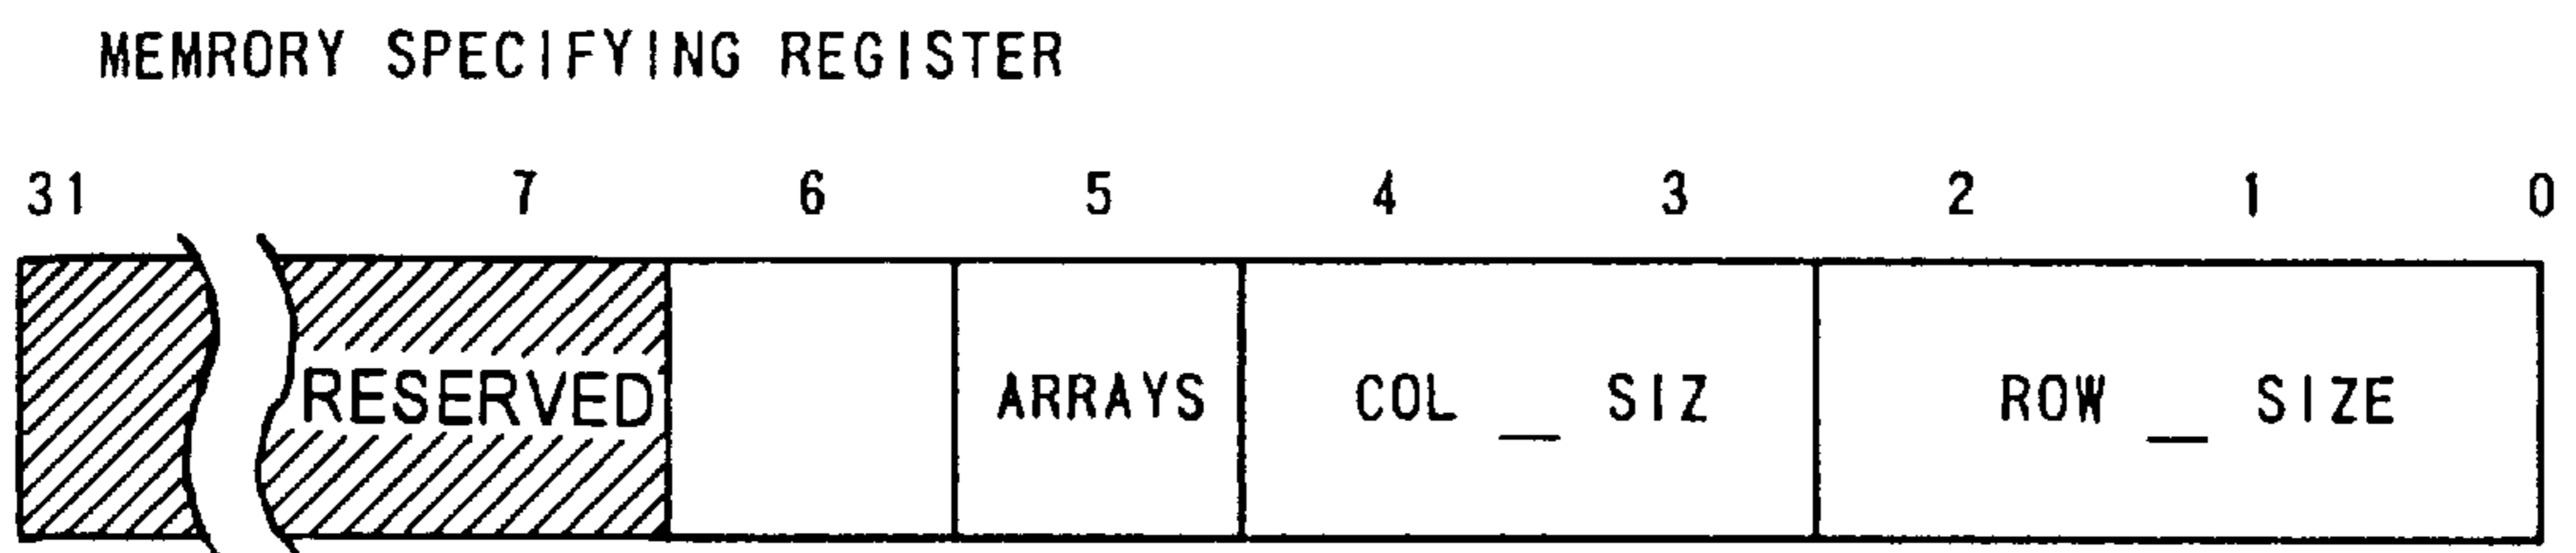 MEMRORY SPECIFYING REGISTER
31 7 6 5 4 3 2 1 0
RESERVED ARRAYS COL _ SIZ ROW _ SIZE